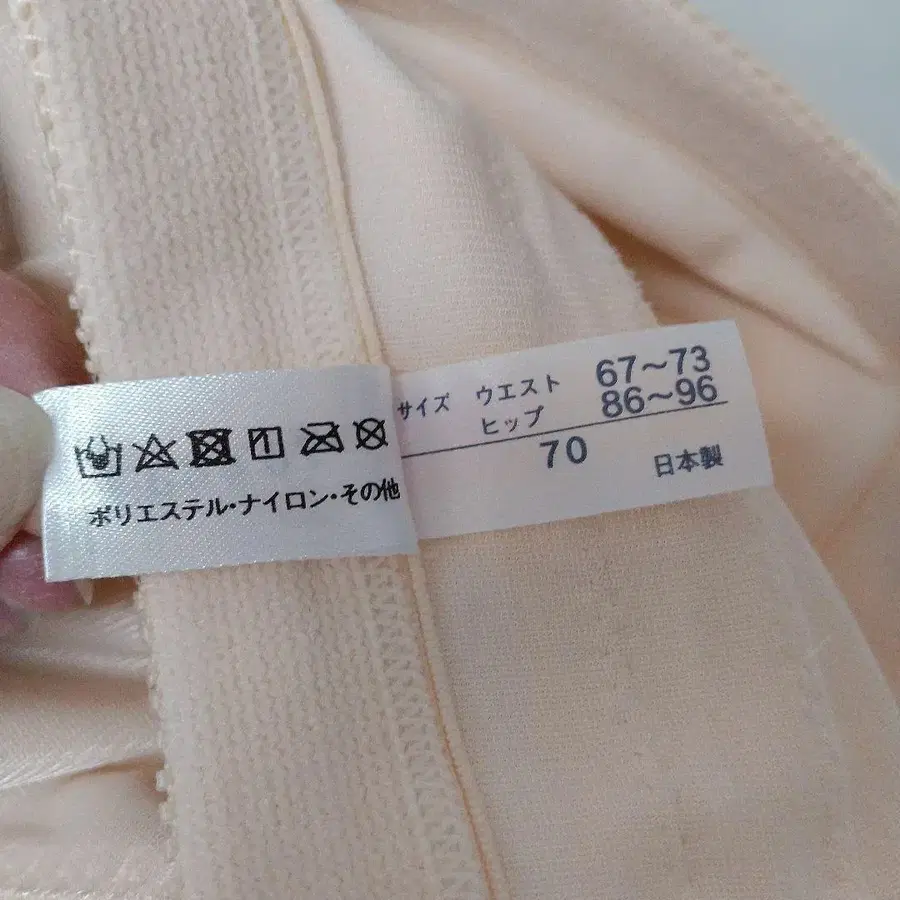 ポリエステル・ナイロン・その他
サイズ ウエスト 67～73
ヒップ 86～96
70
日本製